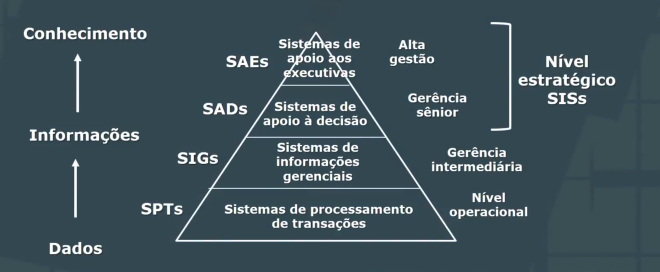 Conhecimento
Informações
Dados
SAEs
Sistemas de
apoio aos
executivas
Alta
gestão
SADs
Sistemas de
apoio à decisão
Gerência
sênior
SIGs
Sistemas de
informações
gerenciais
Gerência
intermediária
SPTs
Sistemas de processamento
de transações
Nível
operacional
Nível
estratégico
SISs